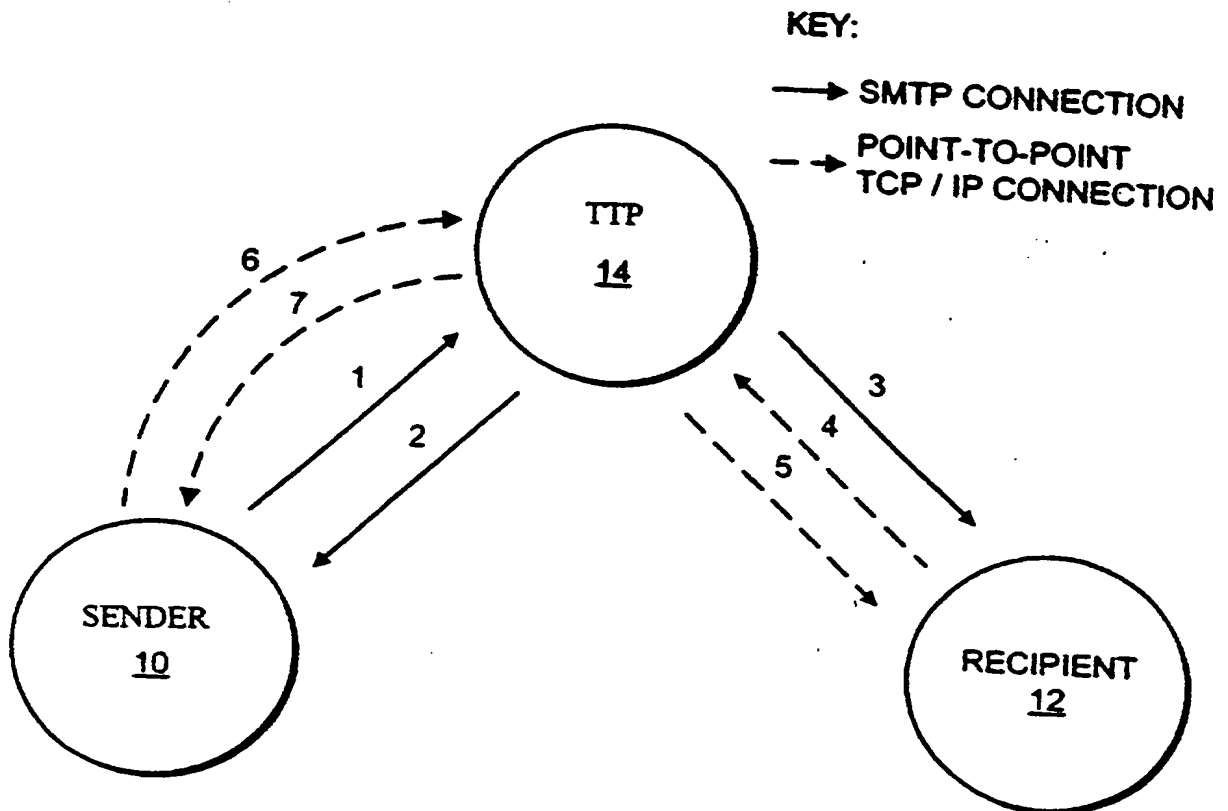 KEY:
SMTP CONNECTION
POINT-TO-POINT
TCP / IP CONNECTION
TTP
14
6
7
1
2
3
4
5
SENDER
10
RECIPIENT
12